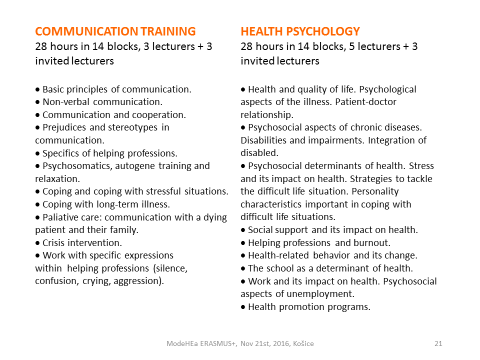 COMMUNICATION TRAINING
28 hours in 14 blocks, 3 lecturers + 3
invited lecturers
• Basic principles of communication.
• Non-verbal communication.
• Communication and cooperation.
• Prejudices and stereotypes in
communication.
• Specifics of helping professions.
• Psychosomatics, autogene training and
relaxation.
• Coping and coping with stressful situations.
• Coping with long-term illness.
• Paliative care: communication with a dying
patient and their family.
• Crisis intervention.
• Work with specific expressions
within helping professions (silence,
confusion, crying, aggression).
HEALTH PSYCHOLOGY
28 hours in 14 blocks, 5 lecturers + 3
invited lecturers
• Health and quality of life. Psychological
aspects of the illness. Patient-doctor
relationship.
• Psychosocial aspects of chronic diseases.
Disabilities and impairments. Integration of
disabled.
• Psychosocial determinants of health. Stress
and its impact on health. Strategies to tackle
the difficult life situation. Personality
characteristics important in coping with
difficult life situations.
• Social support and its impact on health.
• Helping professions and burnout.
• Health-related behavior and its change.
• The school as a determinant of health.
• Work and its impact on health. Psychosocial
aspects of unemployment.
• Health promotion programs.
ModeHEa ERASMUS+, Nov 21st, 2016, Košice
21